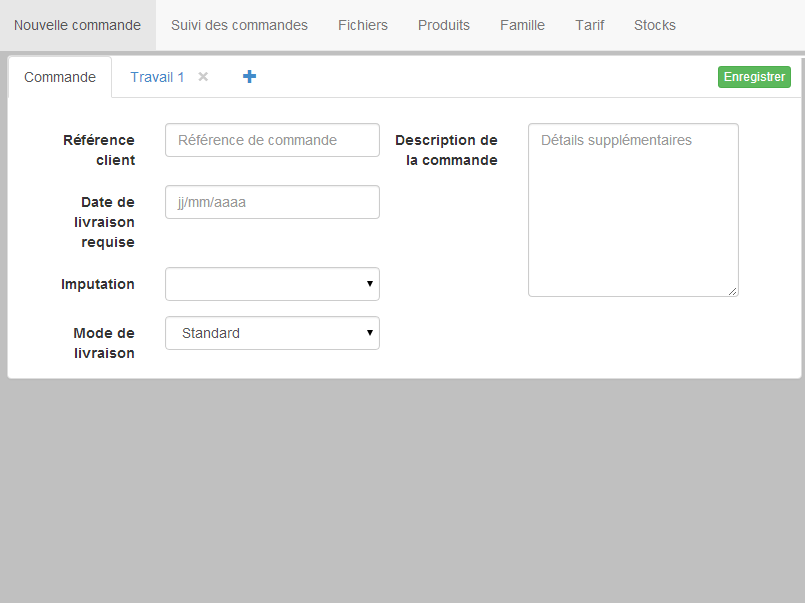 Nouvelle commande Suivi des commandes Fichiers Produits Famille Tarif Stocks
Commande Travail 1 Enregistrer
Référence client
Référence de commande
Description de la commande
Détails supplémentaires
Date de livraison requise
jj/mm/aaaa
Imputation
Mode de livraison
Standard